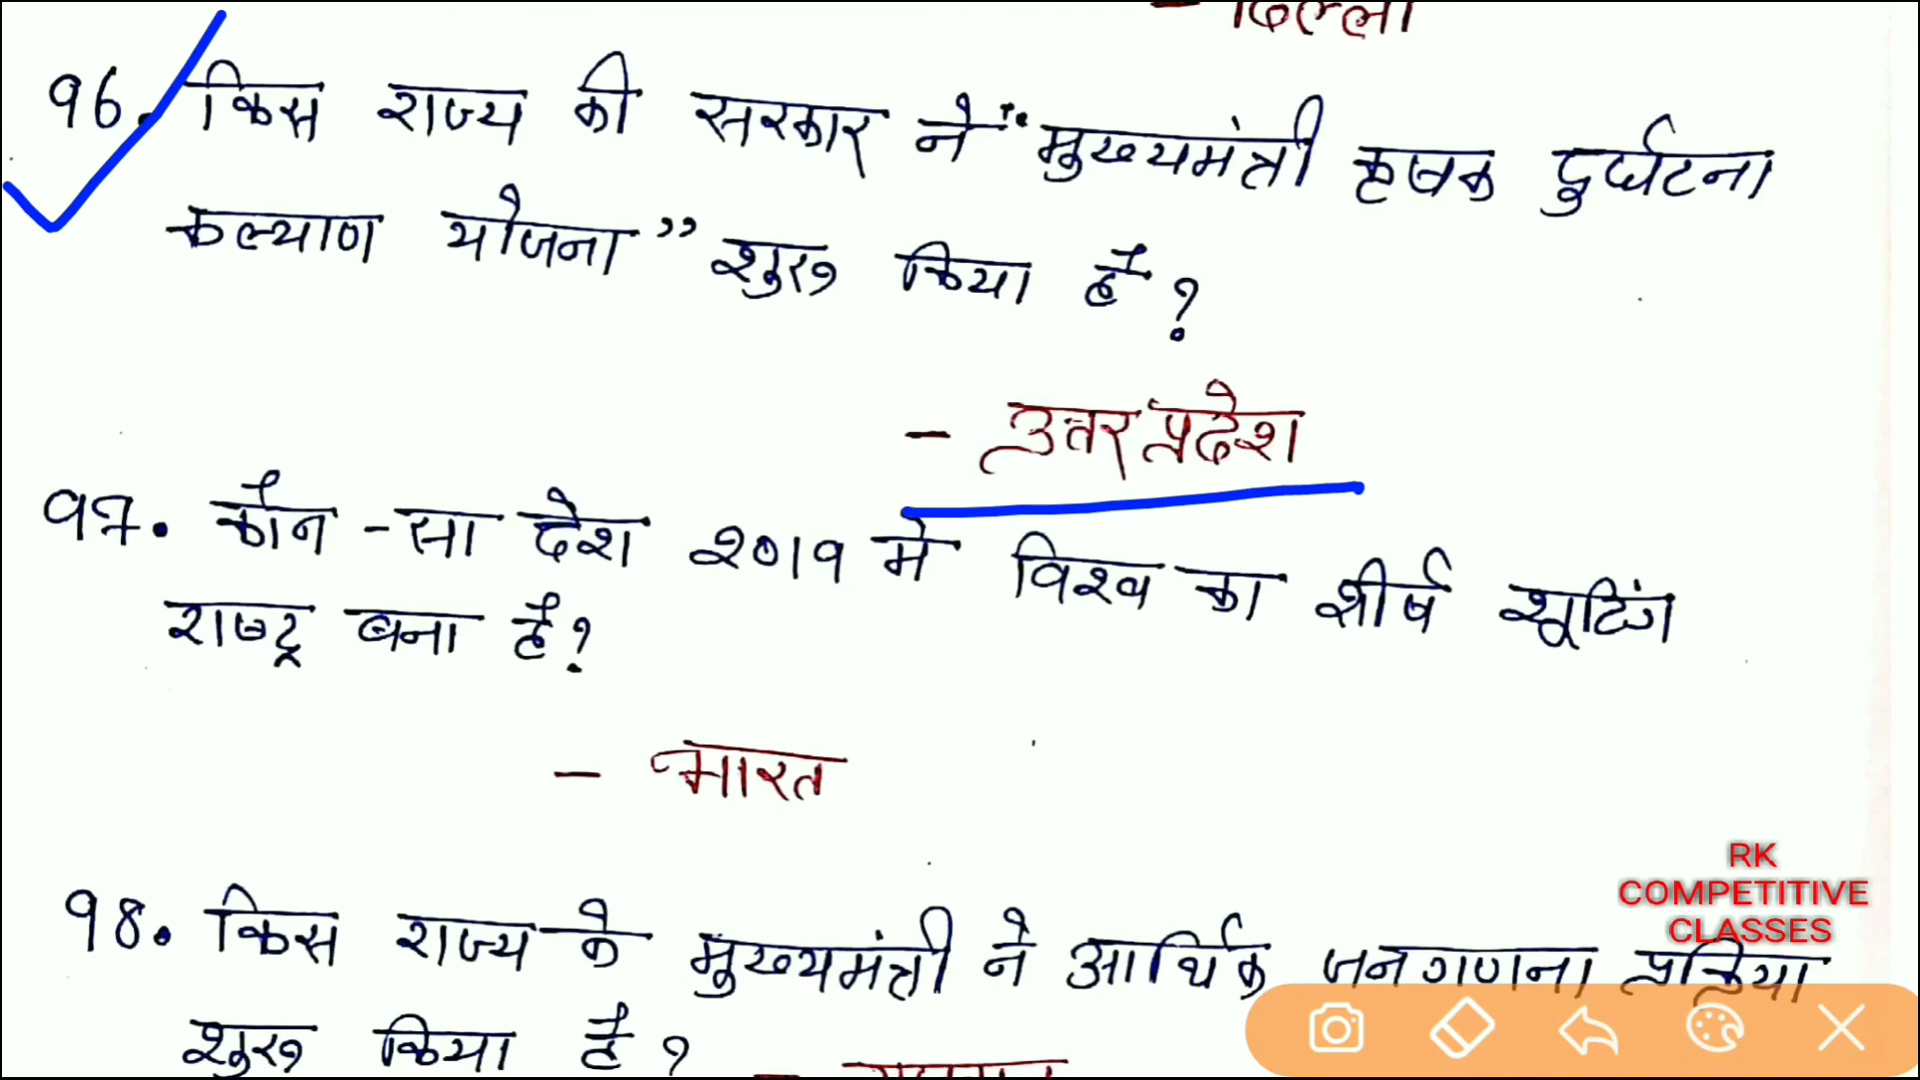 - दिल्ली
96. किस राज्य की सरकार ने "मुख्यमंत्री कृषक दुर्घटना
कल्याण योजना" शुरू किया है?
- उत्तर प्रदेश
97. कौन-सा देश 2019 में विश्व का शीर्ष शूटिंग
राष्ट्र बना है?
- भारत
98. किस राज्य के मुख्यमंत्री ने आर्थिक जनगणना प्रक्रिया
शुरू किया है?
RK
COMPETITIVE
CLASSES